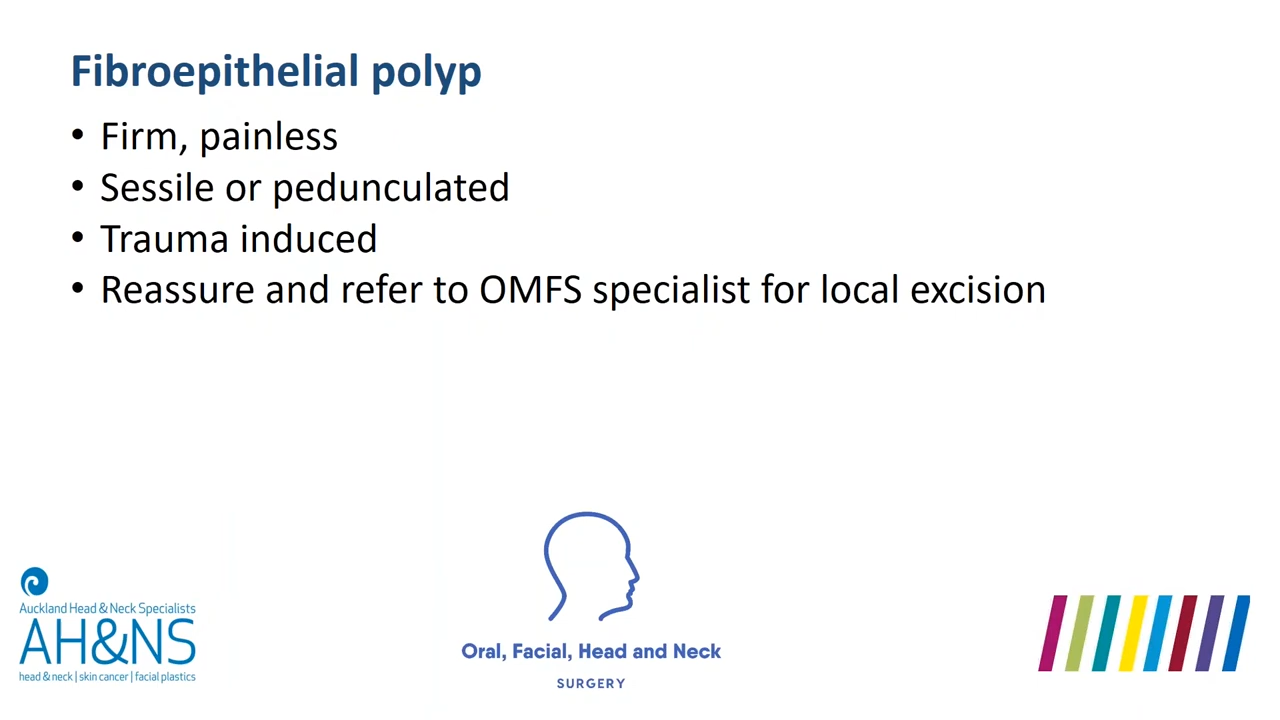 Fibroepithelial polyp
• Firm, painless
• Sessile or pedunculated
• Trauma induced
• Reassure and refer to OMFS specialist for local excision
Auckland Head & Neck Specialists
AH&NS
head & neck | skin cancer | facial plastics
Oral, Facial, Head and Neck
SURGERY